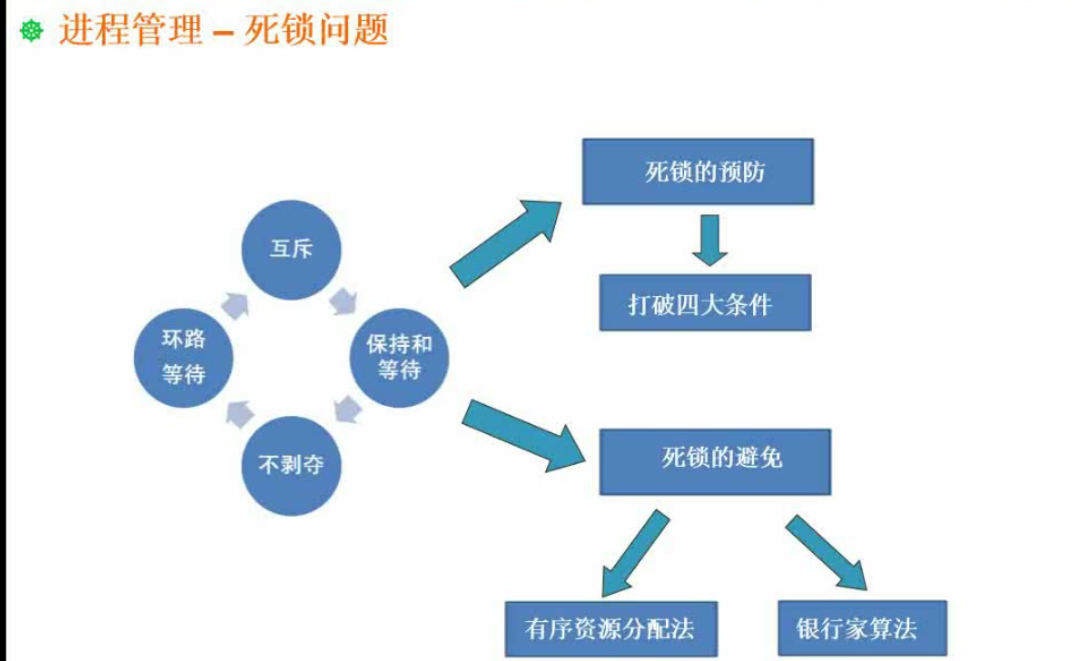 进程管理 – 死锁问题
死锁的预防
互斥
打破四大条件
环路
等待
保持和
等待
不剥夺
死锁的避免
有序资源分配法
银行家算法